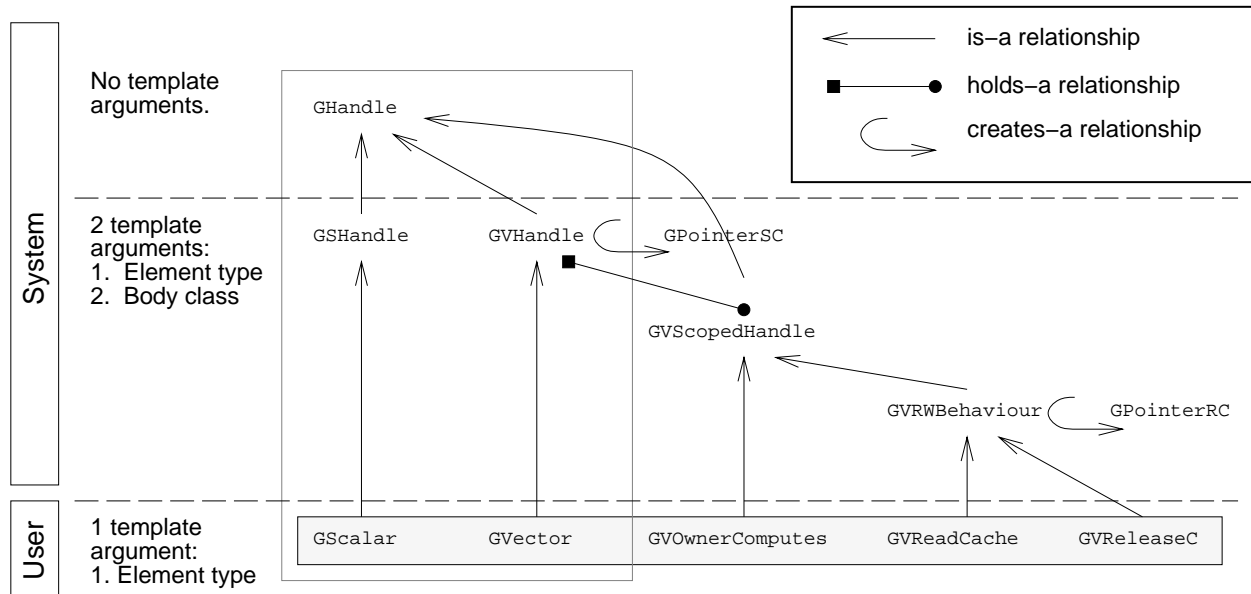 is−a relationship
holds−a relationship
creates−a relationship
System
No template
arguments.
GHandle
2 template
arguments:
1. Element type
2. Body class
GSHandle
GVHandle
GPointerSC
GVScopedHandle
GVRWBehaviour
GPointerRC
User
1 template
argument:
1. Element type
GScalar
GVector
GVOwnerComputes
GVReadCache
GVReleaseC